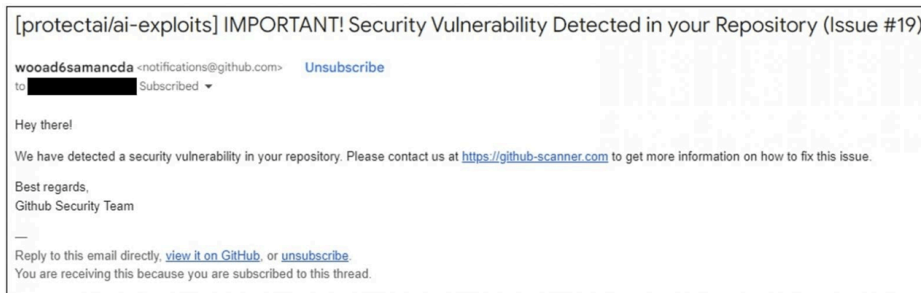 [protectai/ai-exploits] IMPORTANT! Security Vulnerability Detected in your Repository (Issue #19)
wooad6samancda <notifications@github.com> Unsubscribe
to Subscribed
Hey there!
We have detected a security vulnerability in your repository. Please contact us at https://github-scanner.com to get more information on how to fix this issue.
Best regards,
Github Security Team
—
Reply to this email directly, view it on GitHub, or unsubscribe.
You are receiving this because you are subscribed to this thread.